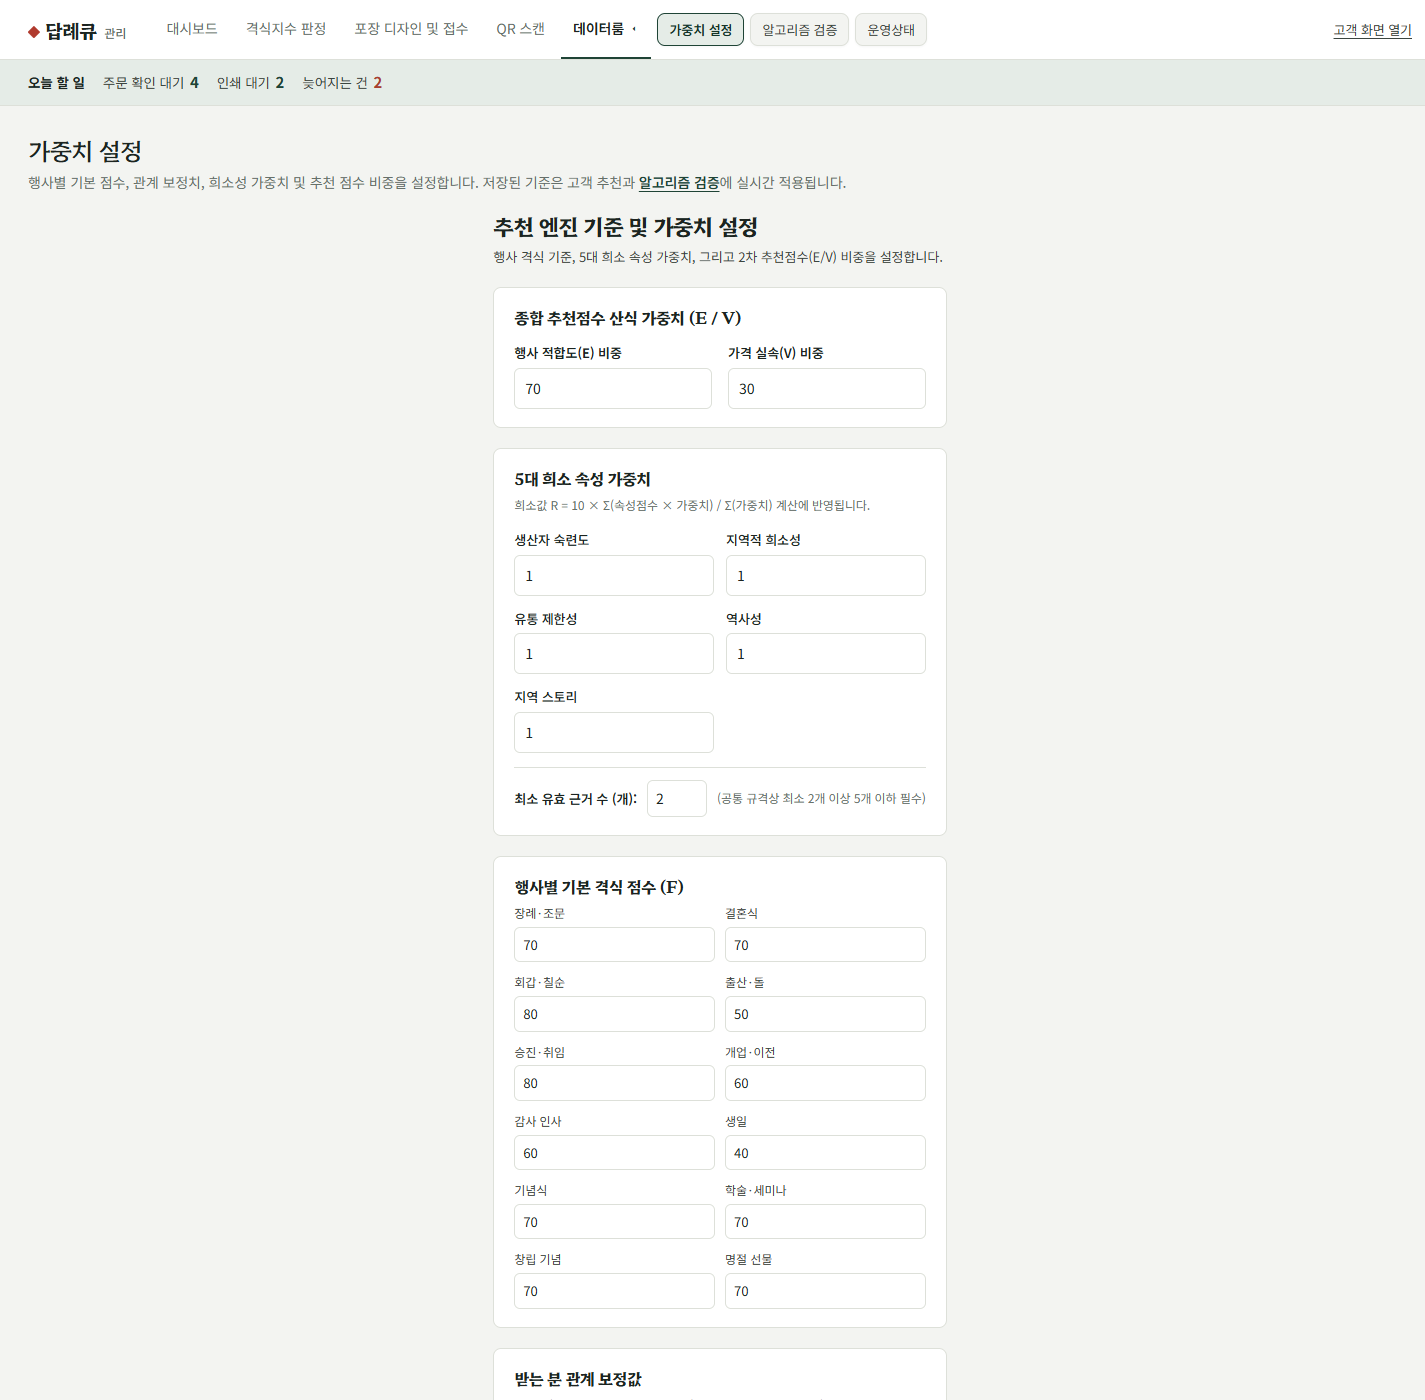 답례큐 관리
대시보드 격식지수 판정 포장 디자인 및 접수 QR 스캔 데이터룸 가중치 설정 알고리즘 검증 운영상태 고객 화면 열기
오늘 할 일 주문 확인 대기 4 인쇄 대기 2 늦어지는 건 2
가중치 설정
행사별 기본 점수, 관계 보정치, 희소성 가중치 및 추천 점수 비중을 설정합니다. 저장된 기준은 고객 추천과 알고리즘 검증에 실시간 적용됩니다.
추천 엔진 기준 및 가중치 설정
행사 격식 기준, 5대 희소 속성 가중치, 그리고 2차 추천점수(E/V) 비중을 설정합니다.
종합 추천점수 산식 가중치 (E / V)
행사 적합도(E) 비중 가격 실속(V) 비중
70 30
5대 희소 속성 가중치
희소값 R = 10 × Σ(속성점수 × 가중치) / Σ(가중치) 계산에 반영됩니다.
생산자 숙련도 지역적 희소성
1 1
유통 제한성 역사성
1 1
지역 스토리
1
최소 유효 근거 수 (개): 2 (공통 규격상 최소 2개 이상 5개 이하 필수)
행사별 기본 격식 점수 (F)
장례·조문 결혼식
70 70
회갑·칠순 출산·돌
80 50
승진·취임 개업·이전
80 60
감사 인사 생일
60 40
기념식 학술·세미나
70 70
창립 기념 명절 선물
70 70
받는 분 관계 보정값